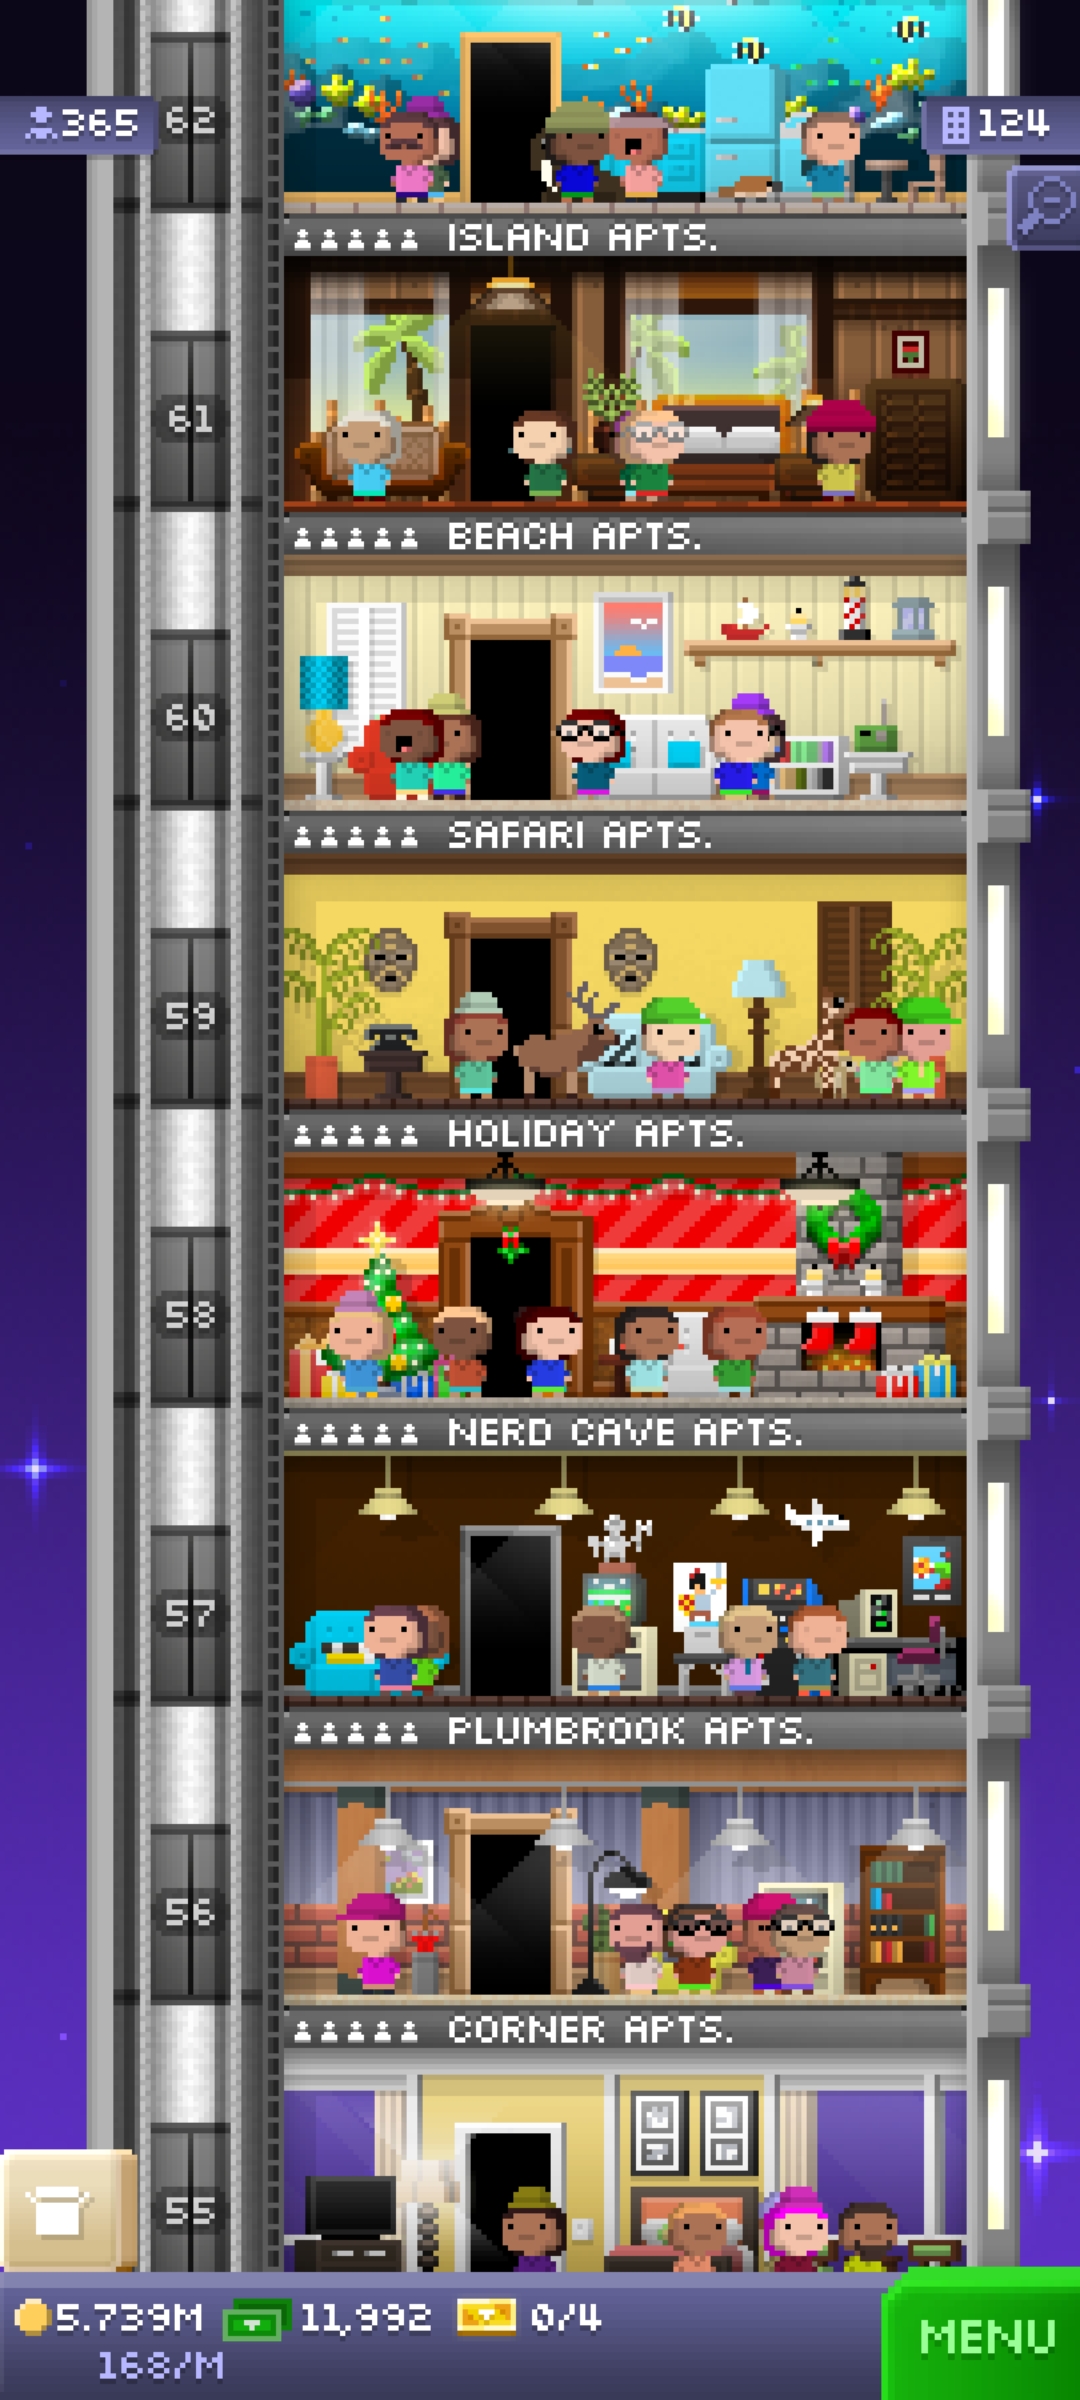 365
62
124
ISLAND APTS.
61
BEACH APTS.
60
SAFARI APTS.
59
HOLIDAY APTS.
58
NERD CAVE APTS.
57
PLUMBROOK APTS.
56
CORNER APTS.
55
5.739M 11,992 0/4
168/M
MENU